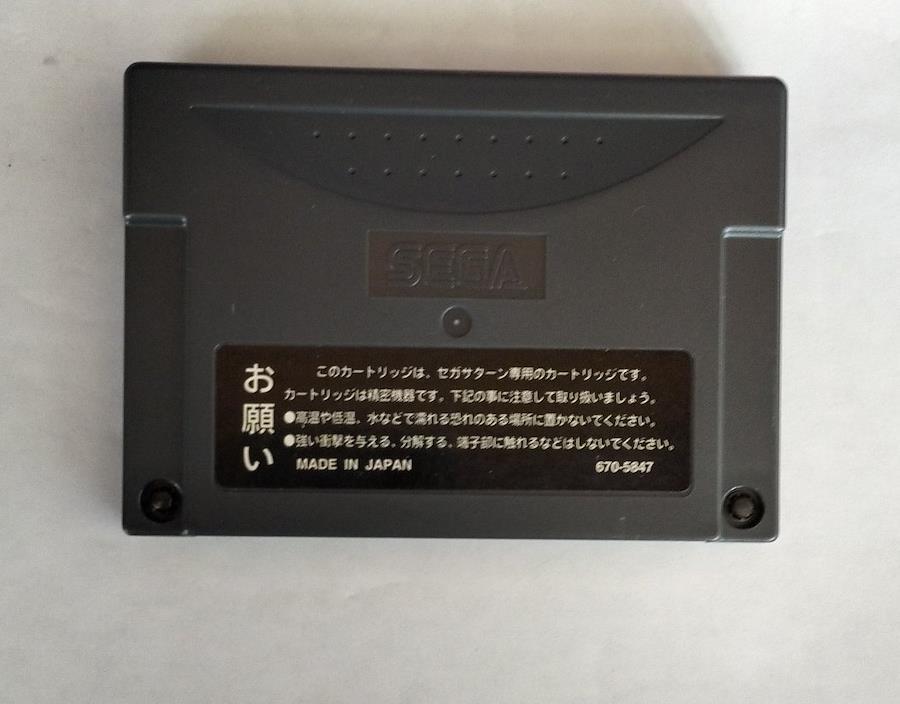 SEGA
お願い
このカートリッジは、セガサターン専用のカートリッジです。
カートリッジは精密機器です。下記の事に注意して取り扱いましょう。
●高温や低温、水などで濡れる恐れのある場所に置かないでください。
●強い衝撃を与える、分解する、端子部に触れるなどはしないでください。
MADE IN JAPAN 670-5847